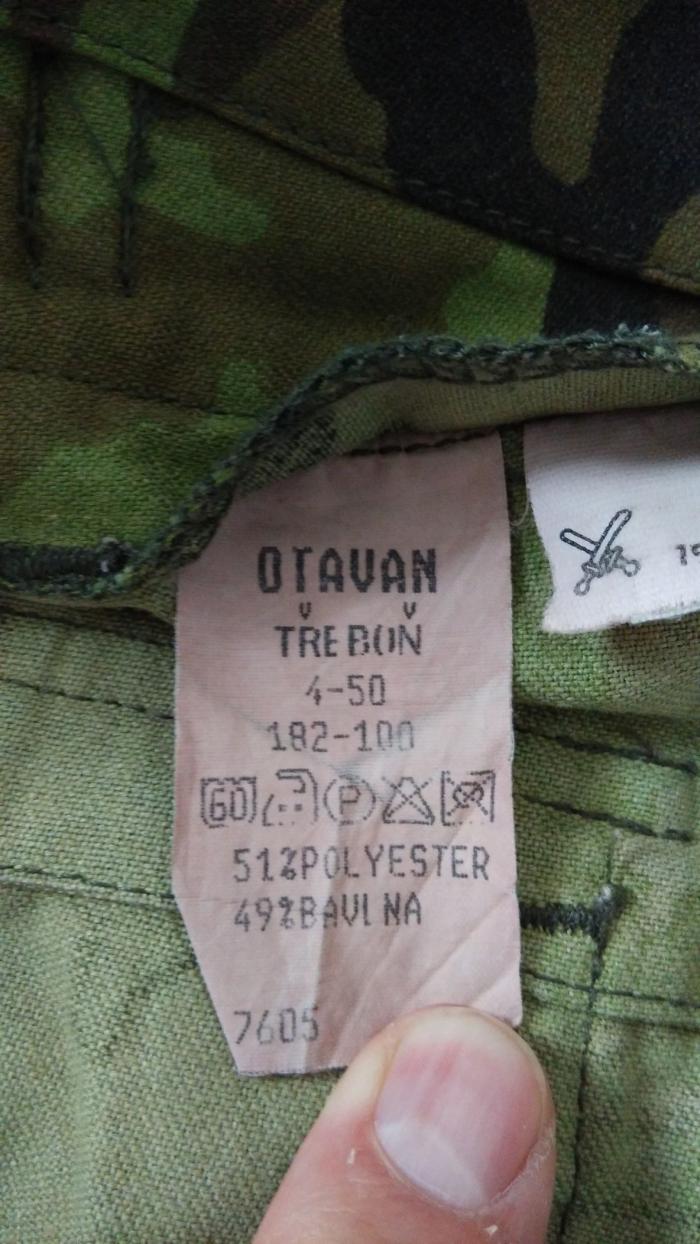 OTAVAN
TŘEBOŇ
4-50
182-100
60 P
51%POLYESTER
49%BAVLNA
7605